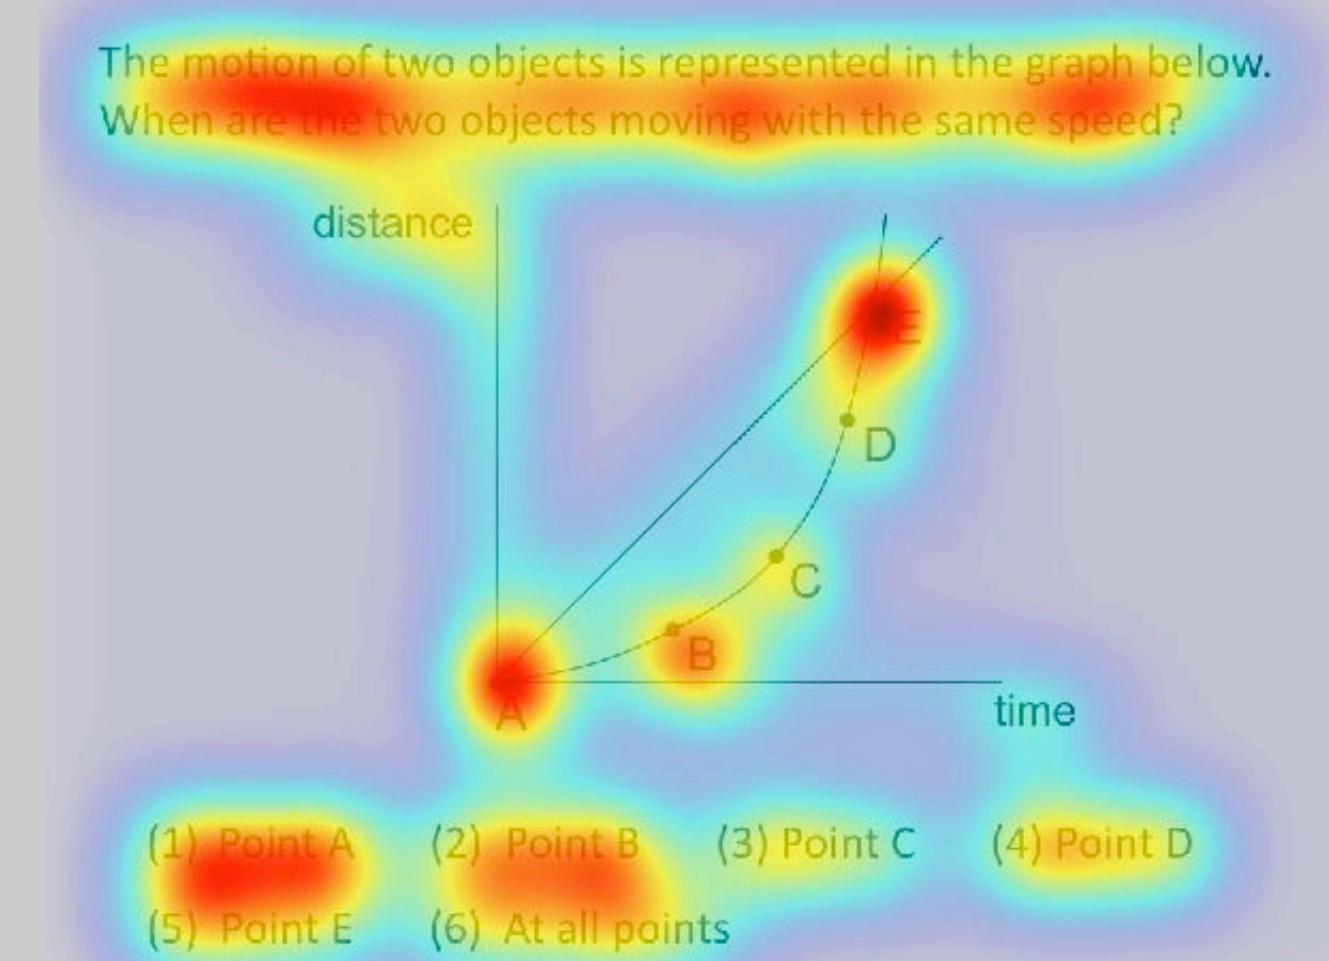 The motion of two objects is represented in the graph below.
When are the two objects moving with the same speed?
distance
E
D
C
B
A
time
(1) Point A (2) Point B (3) Point C (4) Point D
(5) Point E (6) At all points